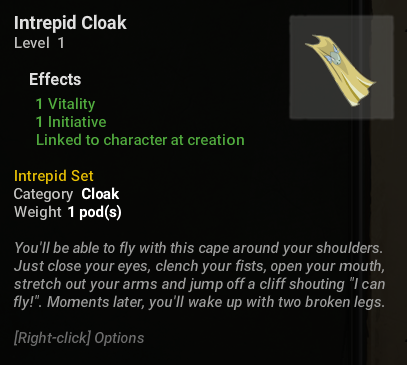 Intrepid Cloak
Level 1
Effects
1 Vitality
1 Initiative
Linked to character at creation
Intrepid Set
Category Cloak
Weight 1 pod(s)
You'll be able to fly with this cape around your shoulders.
Just close your eyes, clench your fists, open your mouth,
stretch out your arms and jump off a cliff shouting "I can
fly!". Moments later, you'll wake up with two broken legs.
[Right-click] Options